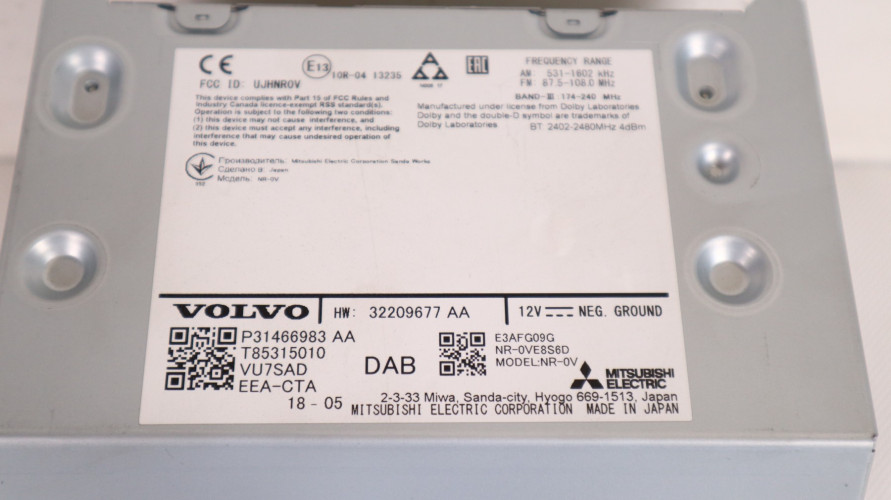 CE
E13 10R-04 13235
EAC
FCC ID: UJHNR0V
This device complies with Part 15 of FCC Rules and
Industry Canada licence-exempt RSS standard(s).
Operation is subject to the following two conditions:
(1) this device may not cause interference, and
(2) this device must accept any interference, including
interference that may cause undesired operation of
this device.
FREQUENCY RANGE
AM: 531-1602 kHz
FM: 87.5-108.0 MHz
BAND-III 174-240 MHz
Manufactured under license from Dolby Laboratories
Dolby and the double-D symbol are trademarks of
Dolby Laboratories
BT 2402-2480MHz 4dBm
Производитель: Mitsubishi Electric Corporation Sanda Works
Сделано в: Japan
Модель: NR-0V
VOLVO
HW: 32209677 AA
12V NEG. GROUND
P31466983 AA
T85315010
VU7SAD
EEA-CTA
18-05
DAB
E3AFG09G
NR-0VE8S6D
MODEL:NR-0V
MITSUBISHI
ELECTRIC
2-3-33 Miwa, Sanda-city, Hyogo 669-1513, Japan
MITSUBISHI ELECTRIC CORPORATION MADE IN JAPAN